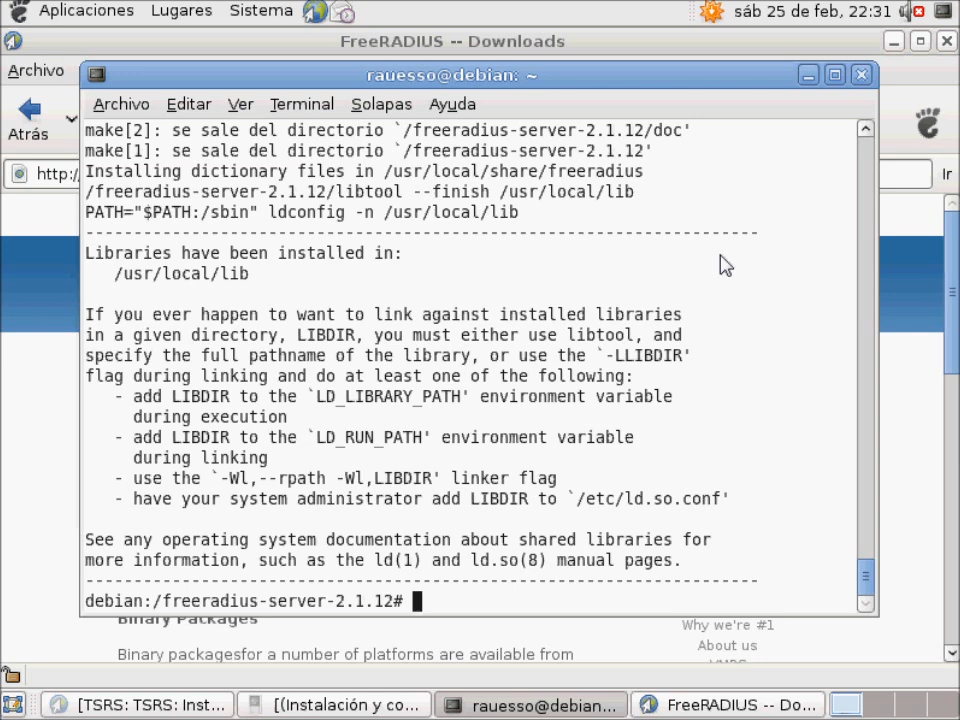 Aplicaciones Lugares Sistema sáb 25 de feb, 22:31
FreeRADIUS -- Downloads
Archivo
rauesso@debian: ~
Archivo Editar Ver Terminal Solapas Ayuda
Atrás
http:/
Ir
make[2]: se sale del directorio `/freeradius-server-2.1.12/doc'
make[1]: se sale del directorio `/freeradius-server-2.1.12'
Installing dictionary files in /usr/local/share/freeradius
/freeradius-server-2.1.12/libtool --finish /usr/local/lib
PATH="$PATH:/sbin" ldconfig -n /usr/local/lib
----------------------------------------------------------------------
Libraries have been installed in:
   /usr/local/lib

If you ever happen to want to link against installed libraries
in a given directory, LIBDIR, you must either use libtool, and
specify the full pathname of the library, or use the `-LLIBDIR'
flag during linking and do at least one of the following:
   - add LIBDIR to the `LD_LIBRARY_PATH' environment variable
     during execution
   - add LIBDIR to the `LD_RUN_PATH' environment variable
     during linking
   - use the `-Wl,--rpath -Wl,LIBDIR' linker flag
   - have your system administrator add LIBDIR to `/etc/ld.so.conf'

See any operating system documentation about shared libraries for
more information, such as the ld(1) and ld.so(8) manual pages.
----------------------------------------------------------------------
debian:/freeradius-server-2.1.12#
Binary Packages
Why we're #1
About us
Binary packagesfor a number of platforms are available from
[TSRS: TSRS: Inst... [(Instalación y co... rauesso@debian... FreeRADIUS -- Do...